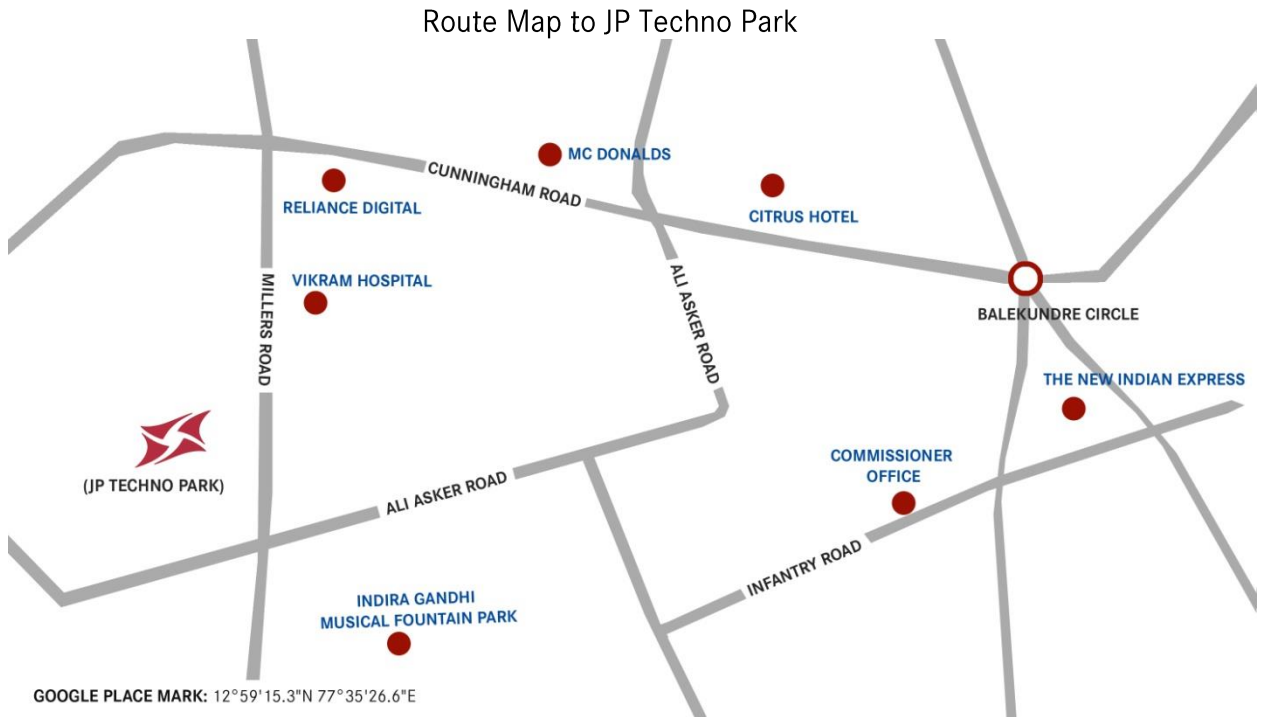 Route Map to JP Techno Park
MC DONALDS
CUNNINGHAM ROAD
RELIANCE DIGITAL
CITRUS HOTEL
VIKRAM HOSPITAL
MILLERS ROAD
ALI ASKER ROAD
BALEKUNDRE CIRCLE
THE NEW INDIAN EXPRESS
COMMISSIONER
OFFICE
(JP TECHNO PARK)
ALI ASKER ROAD
INFANTRY ROAD
INDIRA GANDHI
MUSICAL FOUNTAIN PARK
GOOGLE PLACE MARK: 12°59'15.3"N 77°35'26.6"E